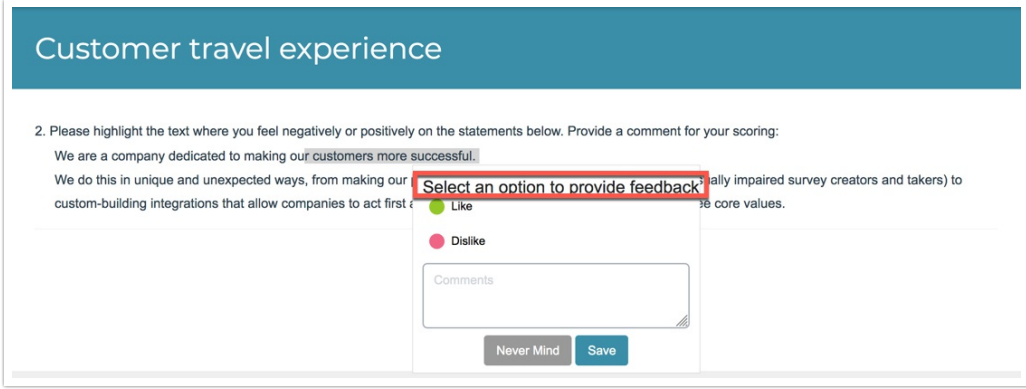 Customer travel experience
2. Please highlight the text where you feel negatively or positively on the statements below. Provide a comment for your scoring:
We are a company dedicated to making our customers more successful.
We do this in unique and unexpected ways, from making our
ally impaired survey creators and takers) to
custom-building integrations that allow companies to act first
core values.
Select an option to provide feedback
Like
Dislike
Comments
Never Mind
Save